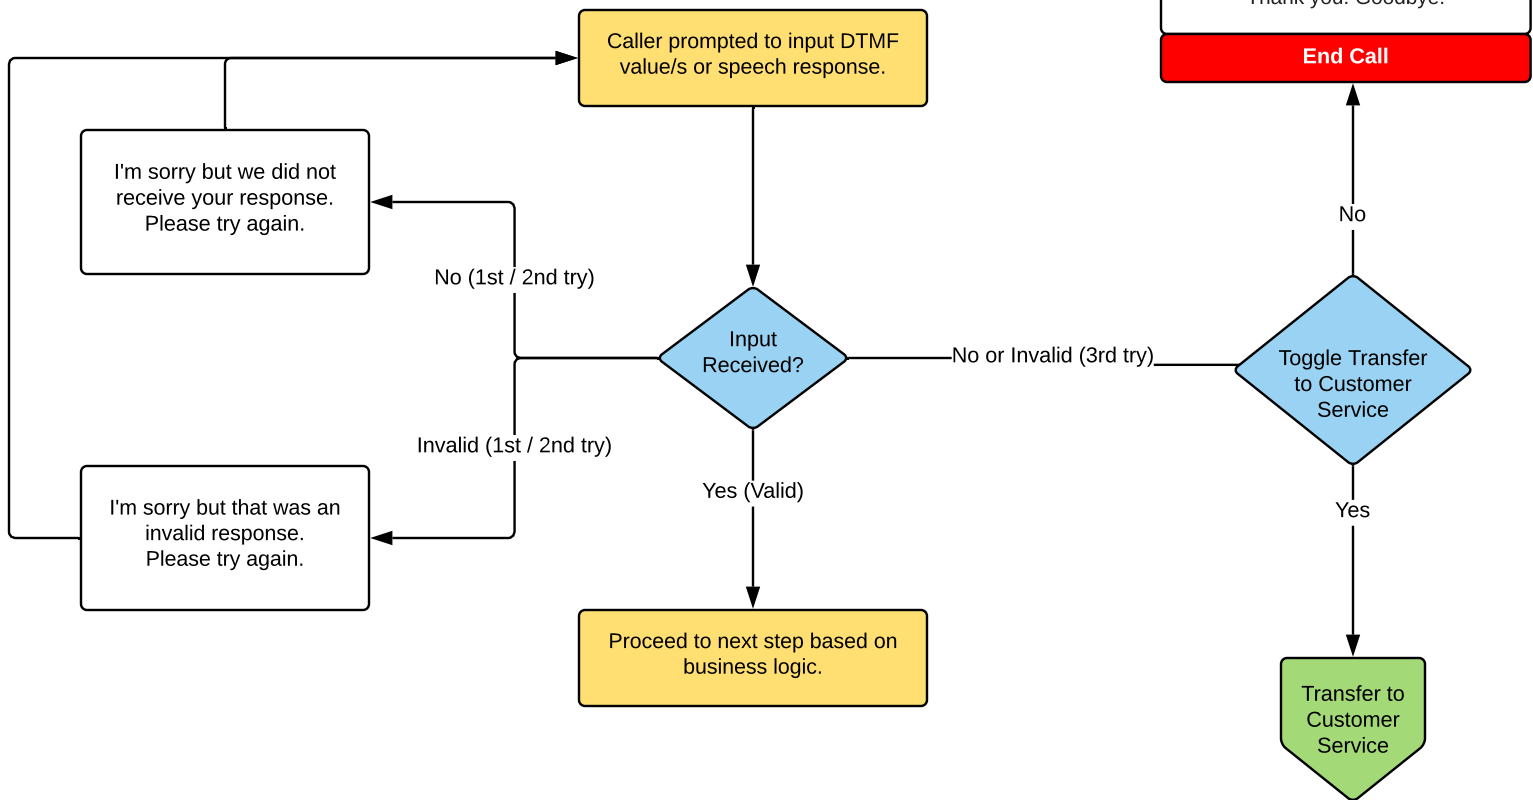 Thank you. Goodbye.
End Call
Caller prompted to input DTMF
value/s or speech response.
I'm sorry but we did not
receive your response.
Please try again.
No
No (1st / 2nd try)
Input
Received?
No or Invalid (3rd try)
Toggle Transfer
to Customer
Service
Invalid (1st / 2nd try)
Yes (Valid)
Yes
I'm sorry but that was an
invalid response.
Please try again.
Proceed to next step based on
business logic.
Transfer to
Customer
Service